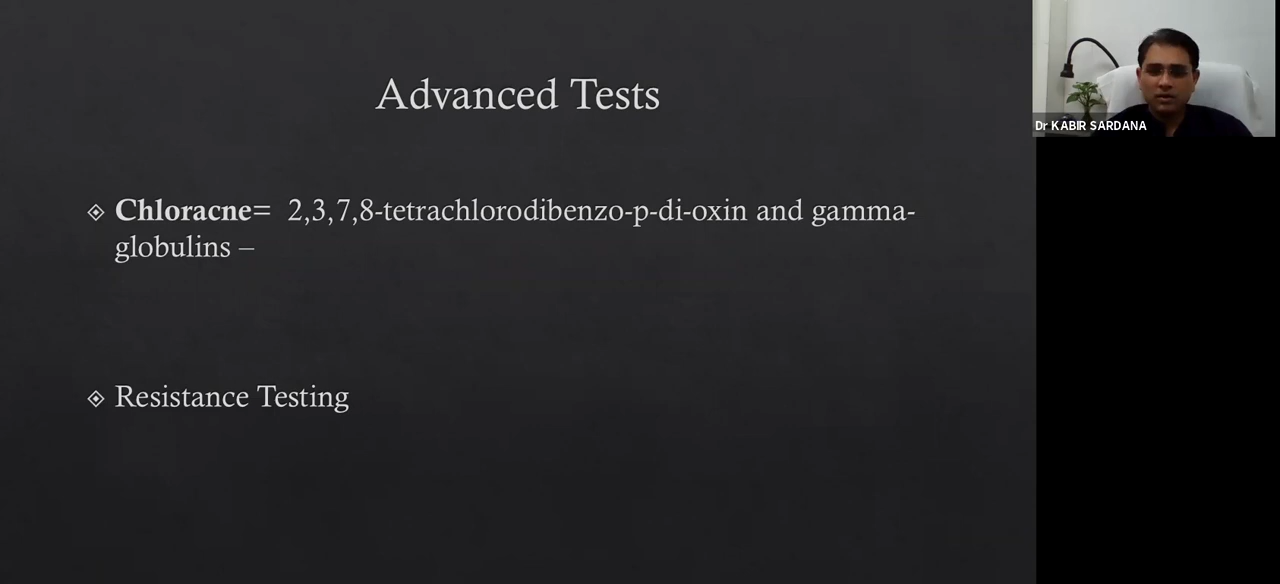 Advanced Tests
Chloracne= 2,3,7,8-tetrachlorodibenzo-p-di-oxin and gamma-
globulins –
Resistance Testing
Dr KABIR SARDANA